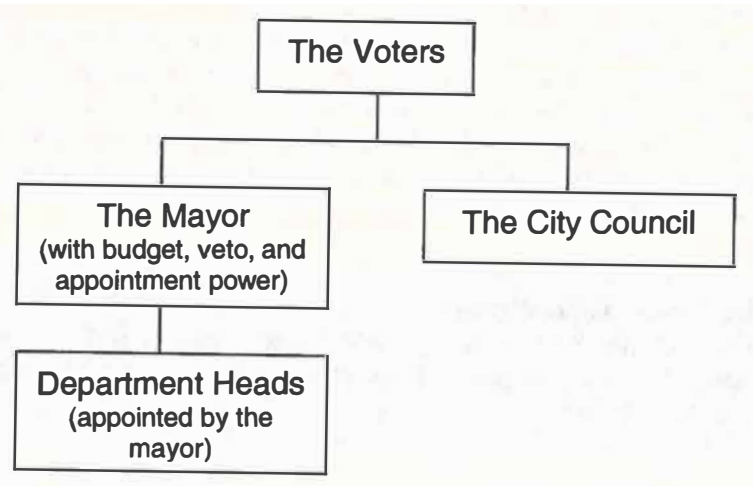 The Voters
The Mayor
(with budget, veto, and
appointment power)
The City Council
Department Heads
(appointed by the
mayor)